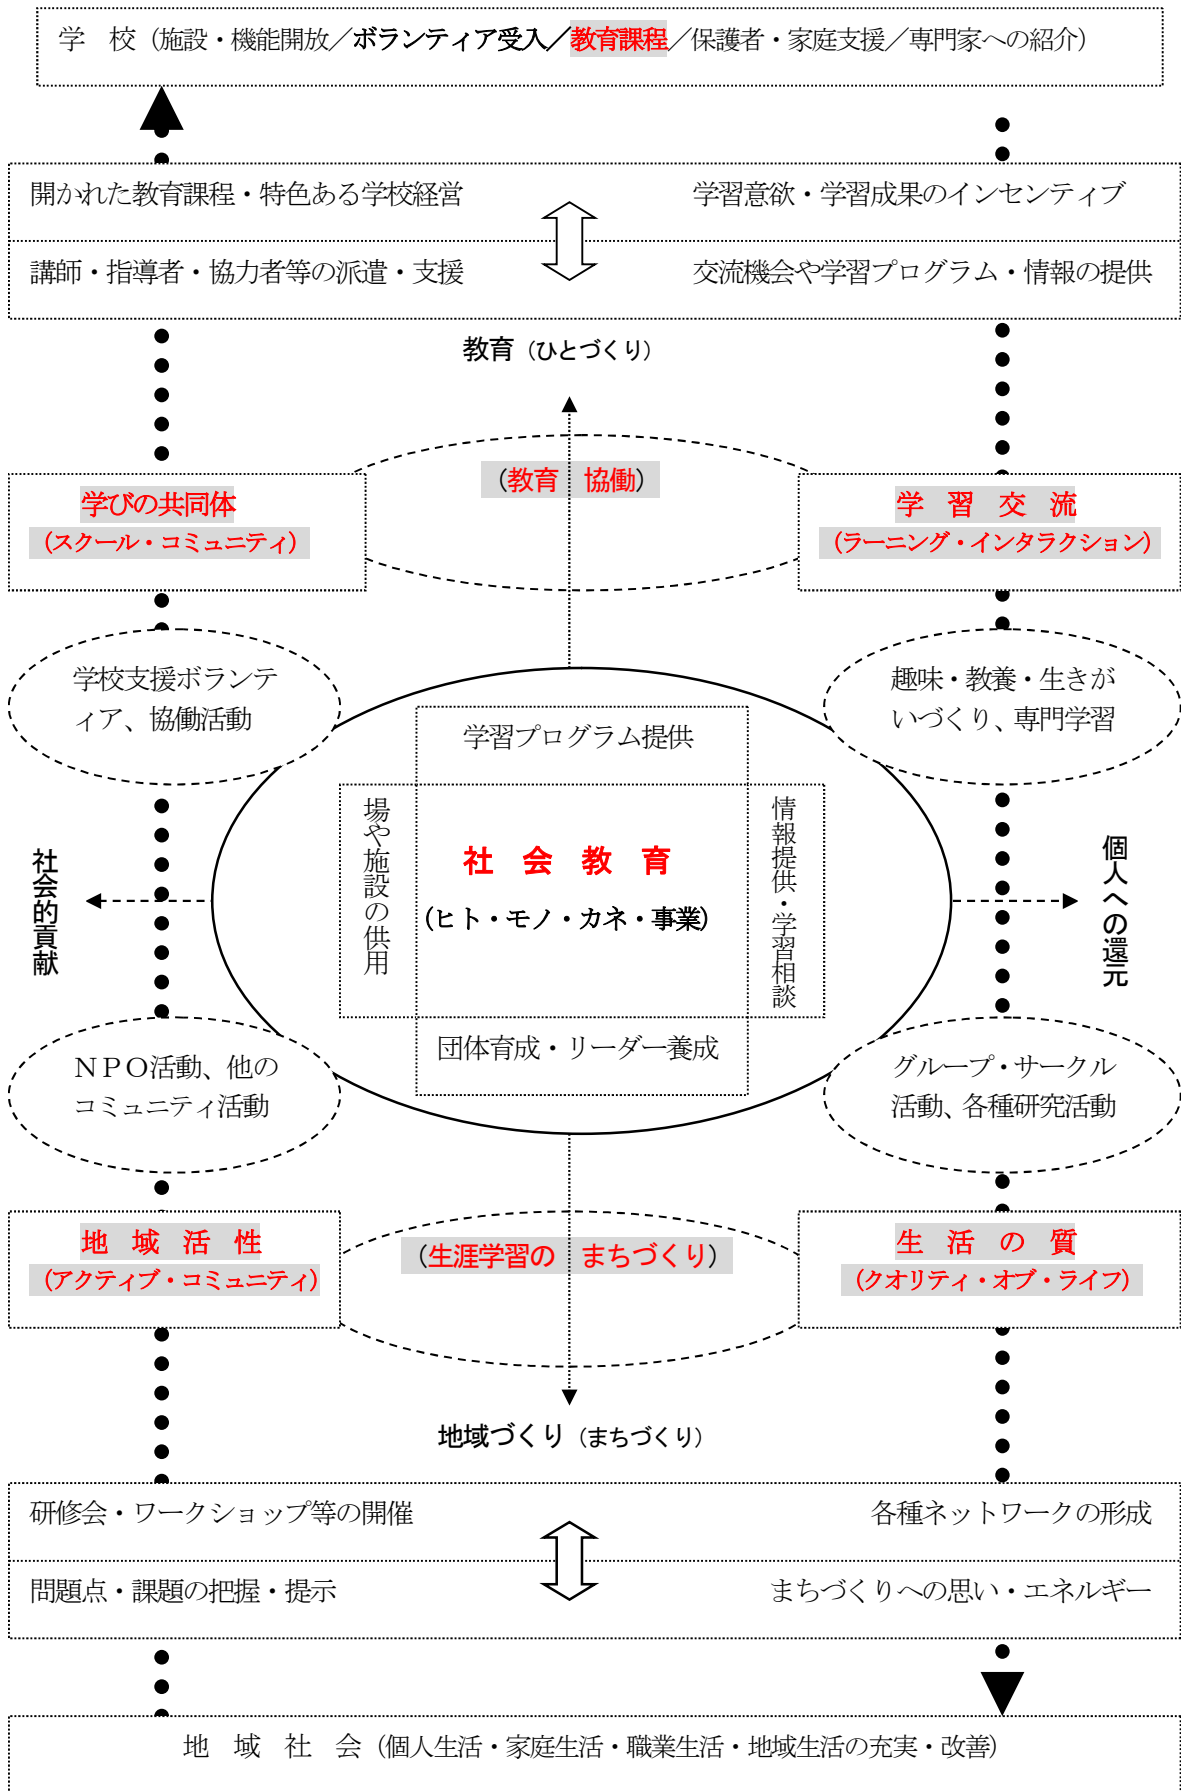 学　校（施設・機能開放／ボランティア受入／教育課程／保護者・家庭支援／専門家への紹介）
開かれた教育課程・特色ある学校経営
学習意欲・学習成果のインセンティブ
講師・指導者・協力者等の派遣・支援
交流機会や学習プログラム・情報の提供
教育（ひとづくり）
（教育　協働）
学びの共同体
（スクール・コミュニティ）
学　習　交　流
（ラーニング・インタラクション）
学校支援ボランテ
ィア、協働活動
趣味・教養・生きが
いづくり、専門学習
学習プログラム提供
場や施設の供用
情報提供・学習相談
社　会　教　育
（ヒト・モノ・カネ・事業）
社会的貢献
個人への還元
団体育成・リーダー養成
ＮＰＯ活動、他の
コミュニティ活動
グループ・サークル
活動、各種研究活動
地　域　活　性
（アクティブ・コミュニティ）
（生涯学習の　まちづくり）
生　活　の　質
（クオリティ・オブ・ライフ）
地域づくり（まちづくり）
研修会・ワークショップ等の開催
各種ネットワークの形成
問題点・課題の把握・提示
まちづくりへの思い・エネルギー
地　域　社　会（個人生活・家庭生活・職業生活・地域生活の充実・改善）